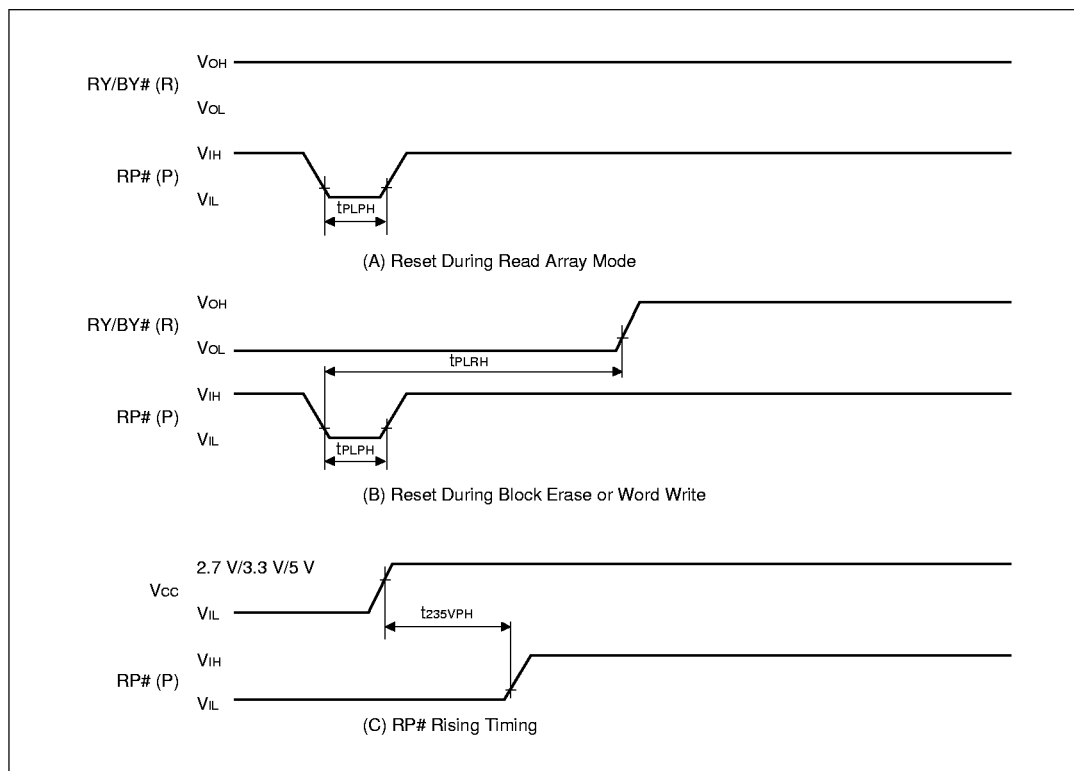 VOH
RY/BY# (R)
VOL
VIH
RP# (P)
VIL
tPLPH
(A) Reset During Read Array Mode
VOH
RY/BY# (R)
VOL
tPLRH
VIH
RP# (P)
VIL
tPLPH
(B) Reset During Block Erase or Word Write
2.7 V/3.3 V/5 V
VCC
VIL
t235VPH
VIH
RP# (P)
VIL
(C) RP# Rising Timing